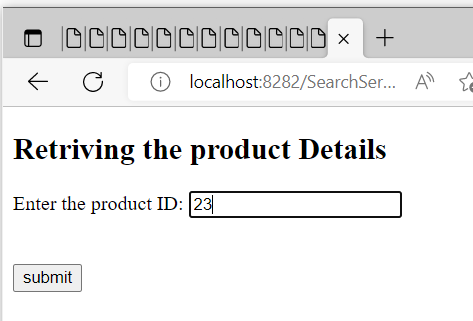 localhost:8282/SearchSer...
Retriving the product Details
Enter the product ID: 23
submit